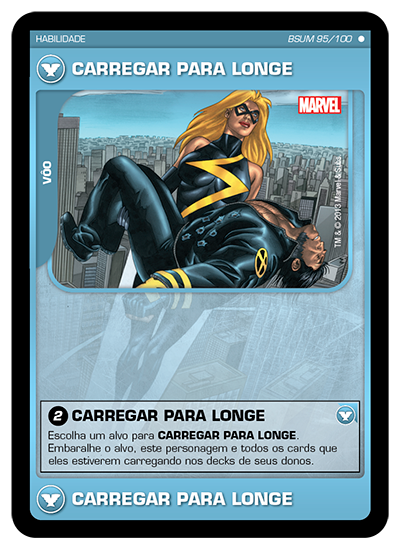 HABILIDADE
BSUM 95/100
CARREGAR PARA LONGE
MARVEL
VÔO
TM & © 2013 Marvel & Subs.
2 CARREGAR PARA LONGE
Escolha um alvo para CARREGAR PARA LONGE.
Embaralhe o alvo, este personagem e todos os cards que
eles estiverem carregando nos decks de seus donos.
CARREGAR PARA LONGE